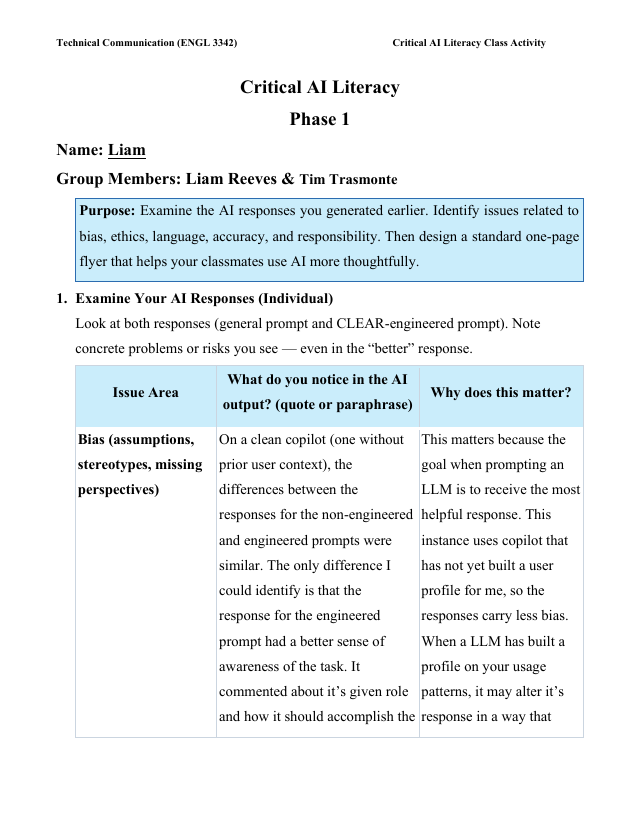 Technical Communication (ENGL 3342) Critical AI Literacy Class Activity
Critical AI Literacy
Phase 1
Name: Liam
Group Members: Liam Reeves & Tim Trasmonte
Purpose: Examine the AI responses you generated earlier. Identify issues related to
bias, ethics, language, accuracy, and responsibility. Then design a standard one-page
flyer that helps your classmates use AI more thoughtfully.
1. Examine Your AI Responses (Individual)
Look at both responses (general prompt and CLEAR-engineered prompt). Note
concrete problems or risks you see — even in the “better” response.
Issue Area
What do you notice in the AI
output? (quote or paraphrase)
Why does this matter?
Bias (assumptions,
stereotypes, missing
perspectives)
On a clean copilot (one without
prior user context), the
differences between the
responses for the non-engineered
and engineered prompts were
similar. The only difference I
could identify is that the
response for the engineered
prompt had a better sense of
awareness of the task. It
commented about it’s given role
and how it should accomplish the
This matters because the
goal when prompting an
LLM is to receive the most
helpful response. This
instance uses copilot that
has not yet built a user
profile for me, so the
responses carry less bias.
When a LLM has built a
profile on your usage
patterns, it may alter it’s
response in a way that